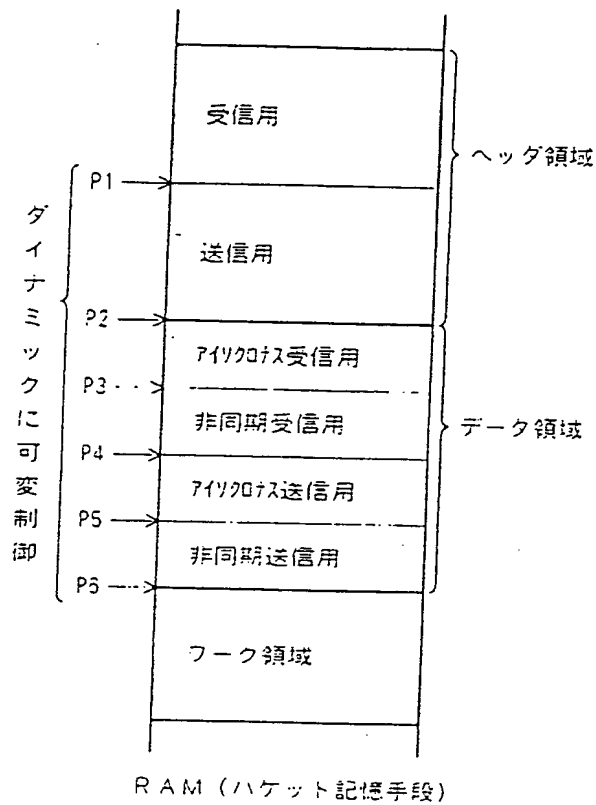 受信用
ヘッダ領域
P1
送信用
ダイナミックに可変制御
P2
アイソクロナス受信用
P3
非同期受信用
データ領域
P4
アイソクロナス送信用
P5
非同期送信用
P6
ワーク領域
RAM(パケット記憶手段)